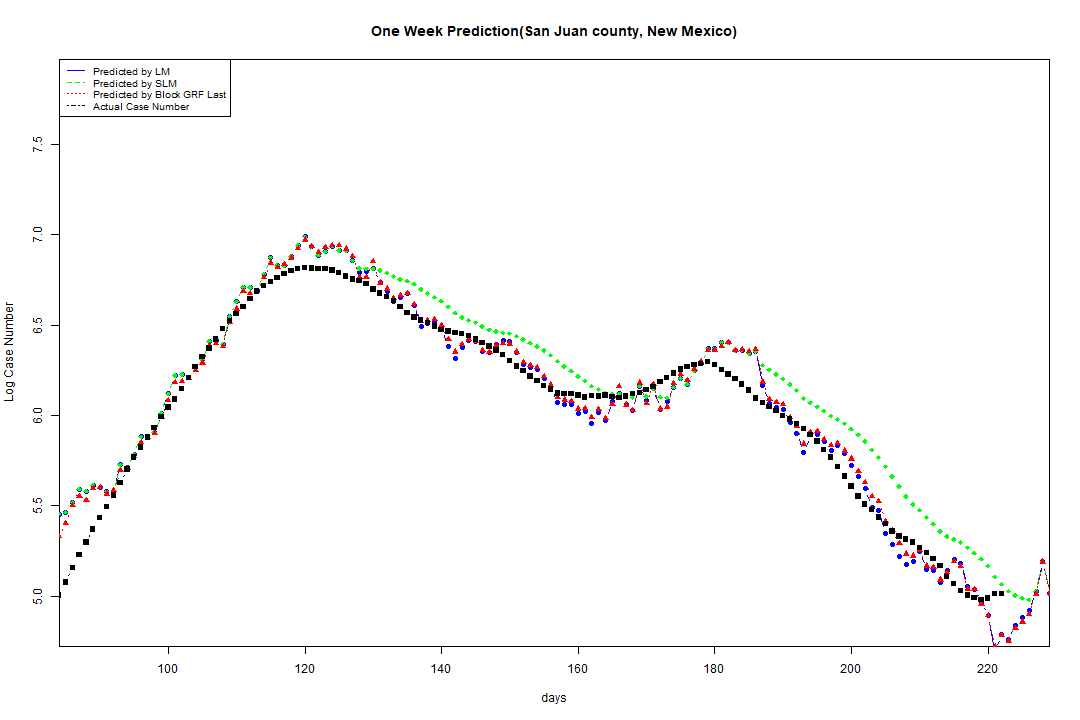 One Week Prediction(San Juan county, New Mexico)
Predicted by LM
Predicted by SLM
Predicted by Block GRF Last
Actual Case Number
7.5
7.0
6.5
6.0
5.5
5.0
Log Case Number
100 120 140 160 180 200 220
days